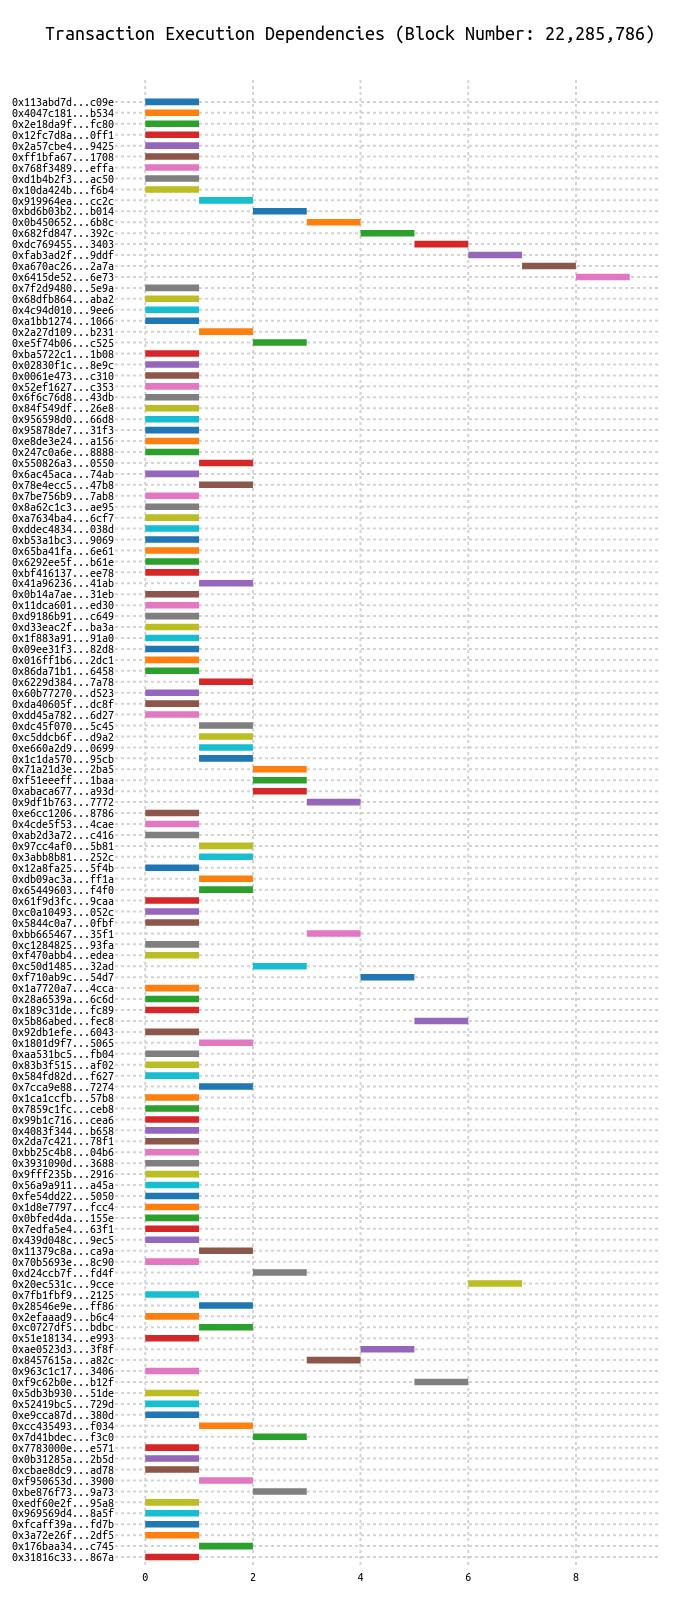 Transaction Execution Dependencies (Block Number: 22,285,786)
0x113abd7d...c09e
0x4047c181...b534
0x2e18da9f...fc80
0x12fc7d8a...0ff1
0x2a57cbe4...9425
0xff1bfa67...1708
0x768f3489...effa
0xd1b4b2f3...ac50
0x10da424b...f6b4
0x919964ea...cc2c
0xbd6b03b2...b014
0x0b450652...6b8c
0x682fd847...392c
0xdc769455...3403
0xfab3ad2f...9ddf
0xa670ac26...2a7a
0x6415de52...6e73
0x7f2d9480...5e9a
0x68dfb864...aba2
0x4c94d010...9ee6
0xa1bb1274...1066
0x2a27d109...b231
0xe5f74b06...c525
0xba5722c1...1b08
0x02830f1c...8e9c
0x0061e473...c310
0x52ef1627...c353
0x6f6c76d8...43db
0x84f549df...26e8
0x956598d0...66d8
0x95878de7...31f3
0xe8de3e24...a156
0x247c0a6e...8888
0x550826a3...0550
0x6ac45aca...74ab
0x78e4ecc5...47b8
0x7be756b9...7ab8
0x8a62c1c3...ae95
0xa7634ba4...6cf7
0xddec4834...038d
0xb53a1bc3...9069
0x65ba41fa...6e61
0x6292ee5f...b61e
0xbf416137...ee78
0x41a96236...41ab
0x0b14a7ae...31eb
0x11dca601...ed30
0xd9186b91...c649
0xd33eac2f...ba3a
0x1f883a91...91a0
0x09ee31f3...82d8
0x016ff1b6...2dc1
0x86da71b1...6458
0x6229d384...7a78
0x60b77270...d523
0xda40605f...dc8f
0xdd45a782...6d27
0xdc45f070...5c45
0xc5ddcb6f...d9a2
0xe660a2d9...0699
0x1c1da570...95cb
0x71a21d3e...2ba5
0xf51eeeff...1baa
0xabaca677...a93d
0x9df1b763...7772
0xe6cc1206...8786
0x4cde5f53...4cae
0xab2d3a72...c416
0x97cc4af0...5b81
0x3abb8b81...252c
0x12a8fa25...5f4b
0xdb09ac3a...ff1a
0x65449603...f4f0
0x61f9d3fc...9caa
0xc0a10493...052c
0x5844c0a7...0fbf
0xbb665467...35f1
0xc1284825...93fa
0xf470abb4...edea
0xc50d1485...32ad
0xf710ab9c...54d7
0x1a7720a7...4cca
0x28a6539a...6c6d
0x189c31de...fc89
0x5b86abed...fec8
0x92db1efe...6043
0x1801d9f7...5065
0xaa531bc5...fb04
0x83b3f515...af02
0x584fd82d...f627
0x7cca9e88...7274
0x1ca1ccfb...57b8
0x7859c1fc...ceb8
0x99b1c716...cea6
0x4083f344...b658
0x2da7c421...78f1
0xbb25c4b8...04b6
0x3931090d...3688
0x9fff235b...2916
0x56a9a911...a45a
0xfe54dd22...5050
0x1d8e7797...fcc4
0x0bfed4da...155e
0x7edfa5e4...63f1
0x439d048c...9ec5
0x11379c8a...ca9a
0x70b5693e...8c90
0xd24ccb7f...fd4f
0x20ec531c...9cce
0x7fb1fbf9...2125
0x28546e9e...ff86
0x2efaaad9...b6c4
0xc0727df5...bdbc
0x51e18134...e993
0xae0523d3...3f8f
0x8457615a...a82c
0x963c1c17...3406
0xf9c62b0e...b12f
0x5db3b930...51de
0x52419bc5...729d
0xe9cca87d...380d
0xcc435493...f034
0x7d41bdec...f3c0
0x7783000e...e571
0x0b31285a...2b5d
0xcbae8dc9...ad78
0xf950653d...3900
0xbe876f73...9a73
0xedf60e2f...95a8
0x969569d4...8a5f
0xfcaff39a...fd7b
0x3a72e26f...2df5
0x176baa34...c745
0x31816c33...867a
0 2 4 6 8